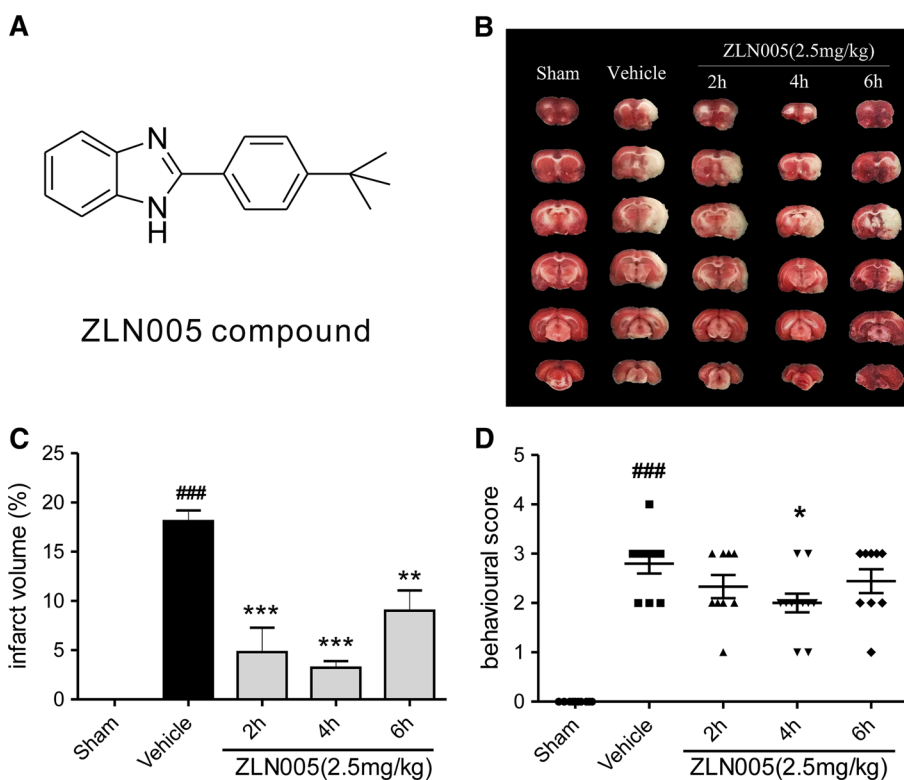 A
N
N
H
ZLN005 compound
B
ZLN005(2.5mg/kg)
Sham Vehicle 2h 4h 6h
C
infarct volume (%)
25
20
15
10
5
0
###
***
***
**
Sham Vehicle 2h 4h 6h
ZLN005(2.5mg/kg)
D
behavioural score
5
4
3
2
1
0
###
*
Sham Vehicle 2h 4h 6h
ZLN005(2.5mg/kg)